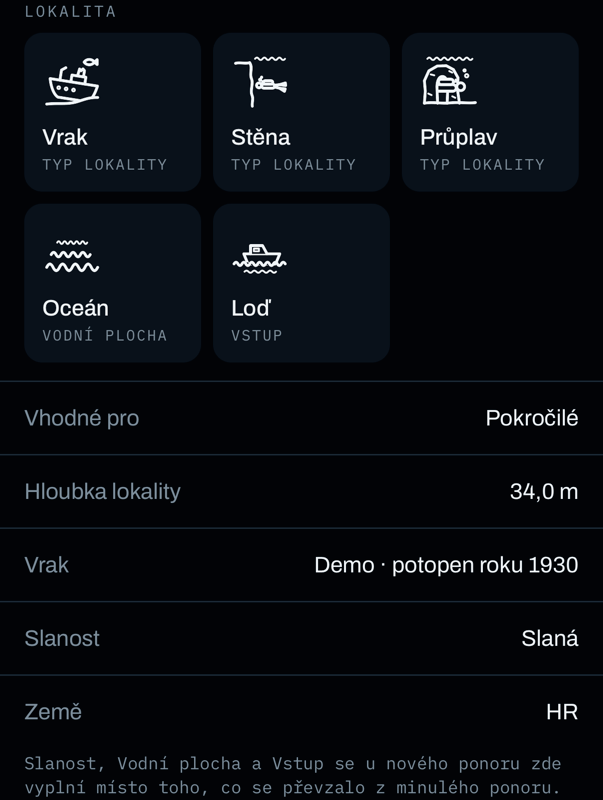 LOKALITA
Vrak
TYP LOKALITY
Stěna
TYP LOKALITY
Průplav
TYP LOKALITY
Oceán
VODNÍ PLOCHA
Loď
VSTUP
Vhodné pro
Pokročilé
Hloubka lokality
34,0 m
Vrak
Demo · potopen roku 1930
Slanost
Slaná
Země
HR
Slanost, Vodní plocha a Vstup se u nového ponoru zde
vyplní místo toho, co se převzalo z minulého ponoru.